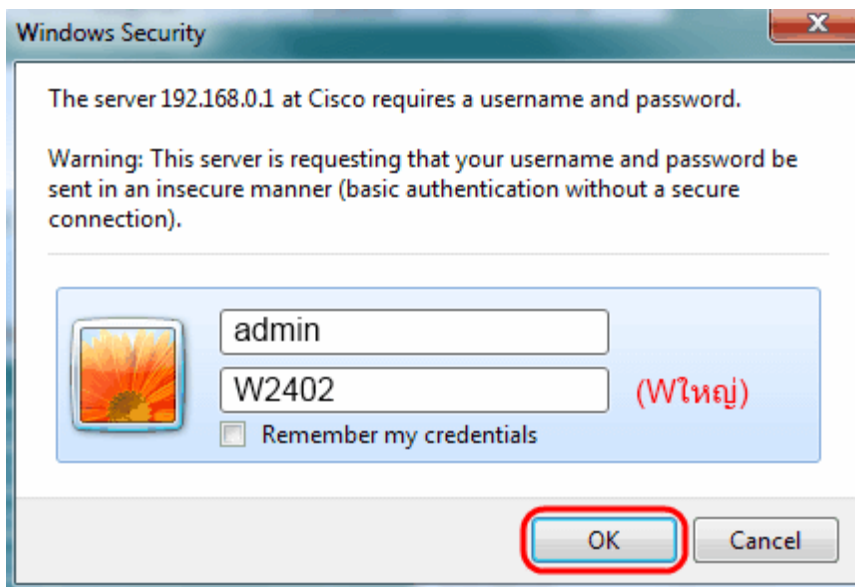 Windows Security
The server 192.168.0.1 at Cisco requires a username and password.
Warning: This server is requesting that your username and password be
sent in an insecure manner (basic authentication without a secure
connection).
admin
W2402 (Wใหญ่)
Remember my credentials
OK Cancel